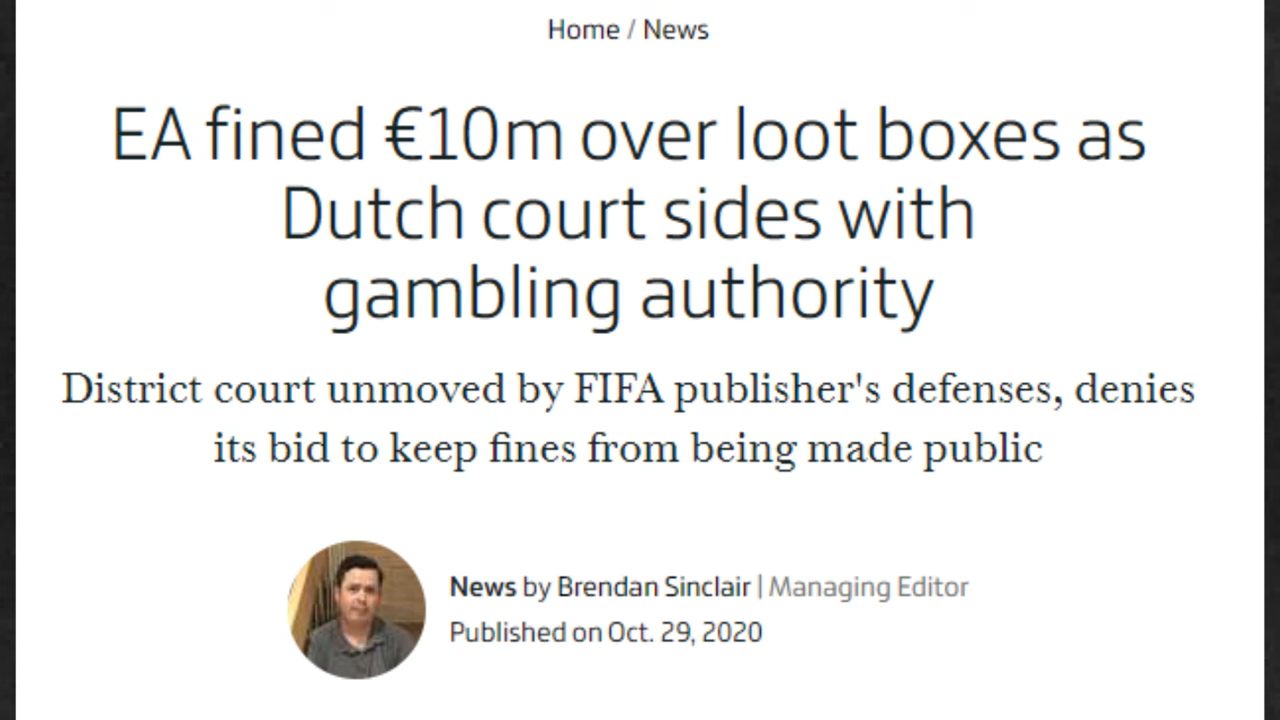 Home / News
EA fined €10m over loot boxes as
Dutch court sides with
gambling authority
District court unmoved by FIFA publisher's defenses, denies
its bid to keep fines from being made public
News by Brendan Sinclair | Managing Editor
Published on Oct. 29, 2020